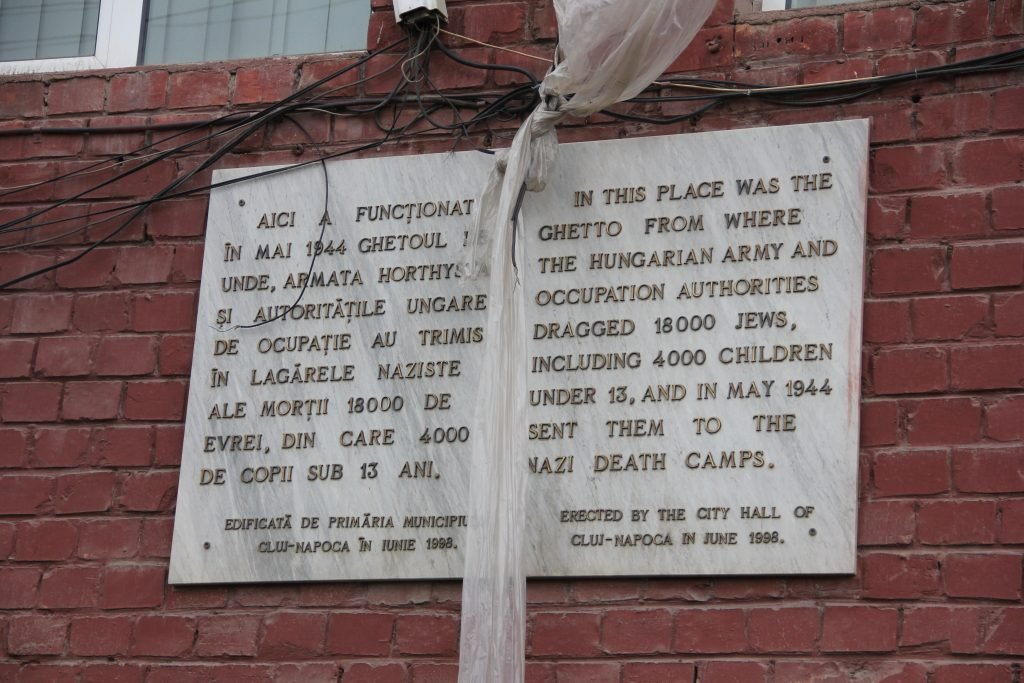 AICI A FUNCȚIONAT
ÎN MAI 1944 GHETOUL
UNDE, ARMATA
ȘI AUTORITĂȚILE UNGARE
DE OCUPAȚIE AU TRIMIS
ÎN LAGĂRELE NAZISTE
ALE MORȚII 18000 DE
EVREI, DIN CARE 4000
DE COPII SUB 13 ANI.
EDIFICATĂ DE PRIMĂRIA
CLUJ-NAPOCA ÎN IUNIE 1998.
IN THIS PLACE WAS THE
GHETTO FROM WHERE
THE HUNGARIAN ARMY AND
OCCUPATION AUTHORITIES
DRAGGED 18000 JEWS,
INCLUDING 4000 CHILDREN
UNDER 13, AND IN MAY 1944
SENT THEM TO THE
NAZI DEATH CAMPS.
ERECTED BY THE CITY HALL OF
CLUJ-NAPOCA IN JUNE 1998.